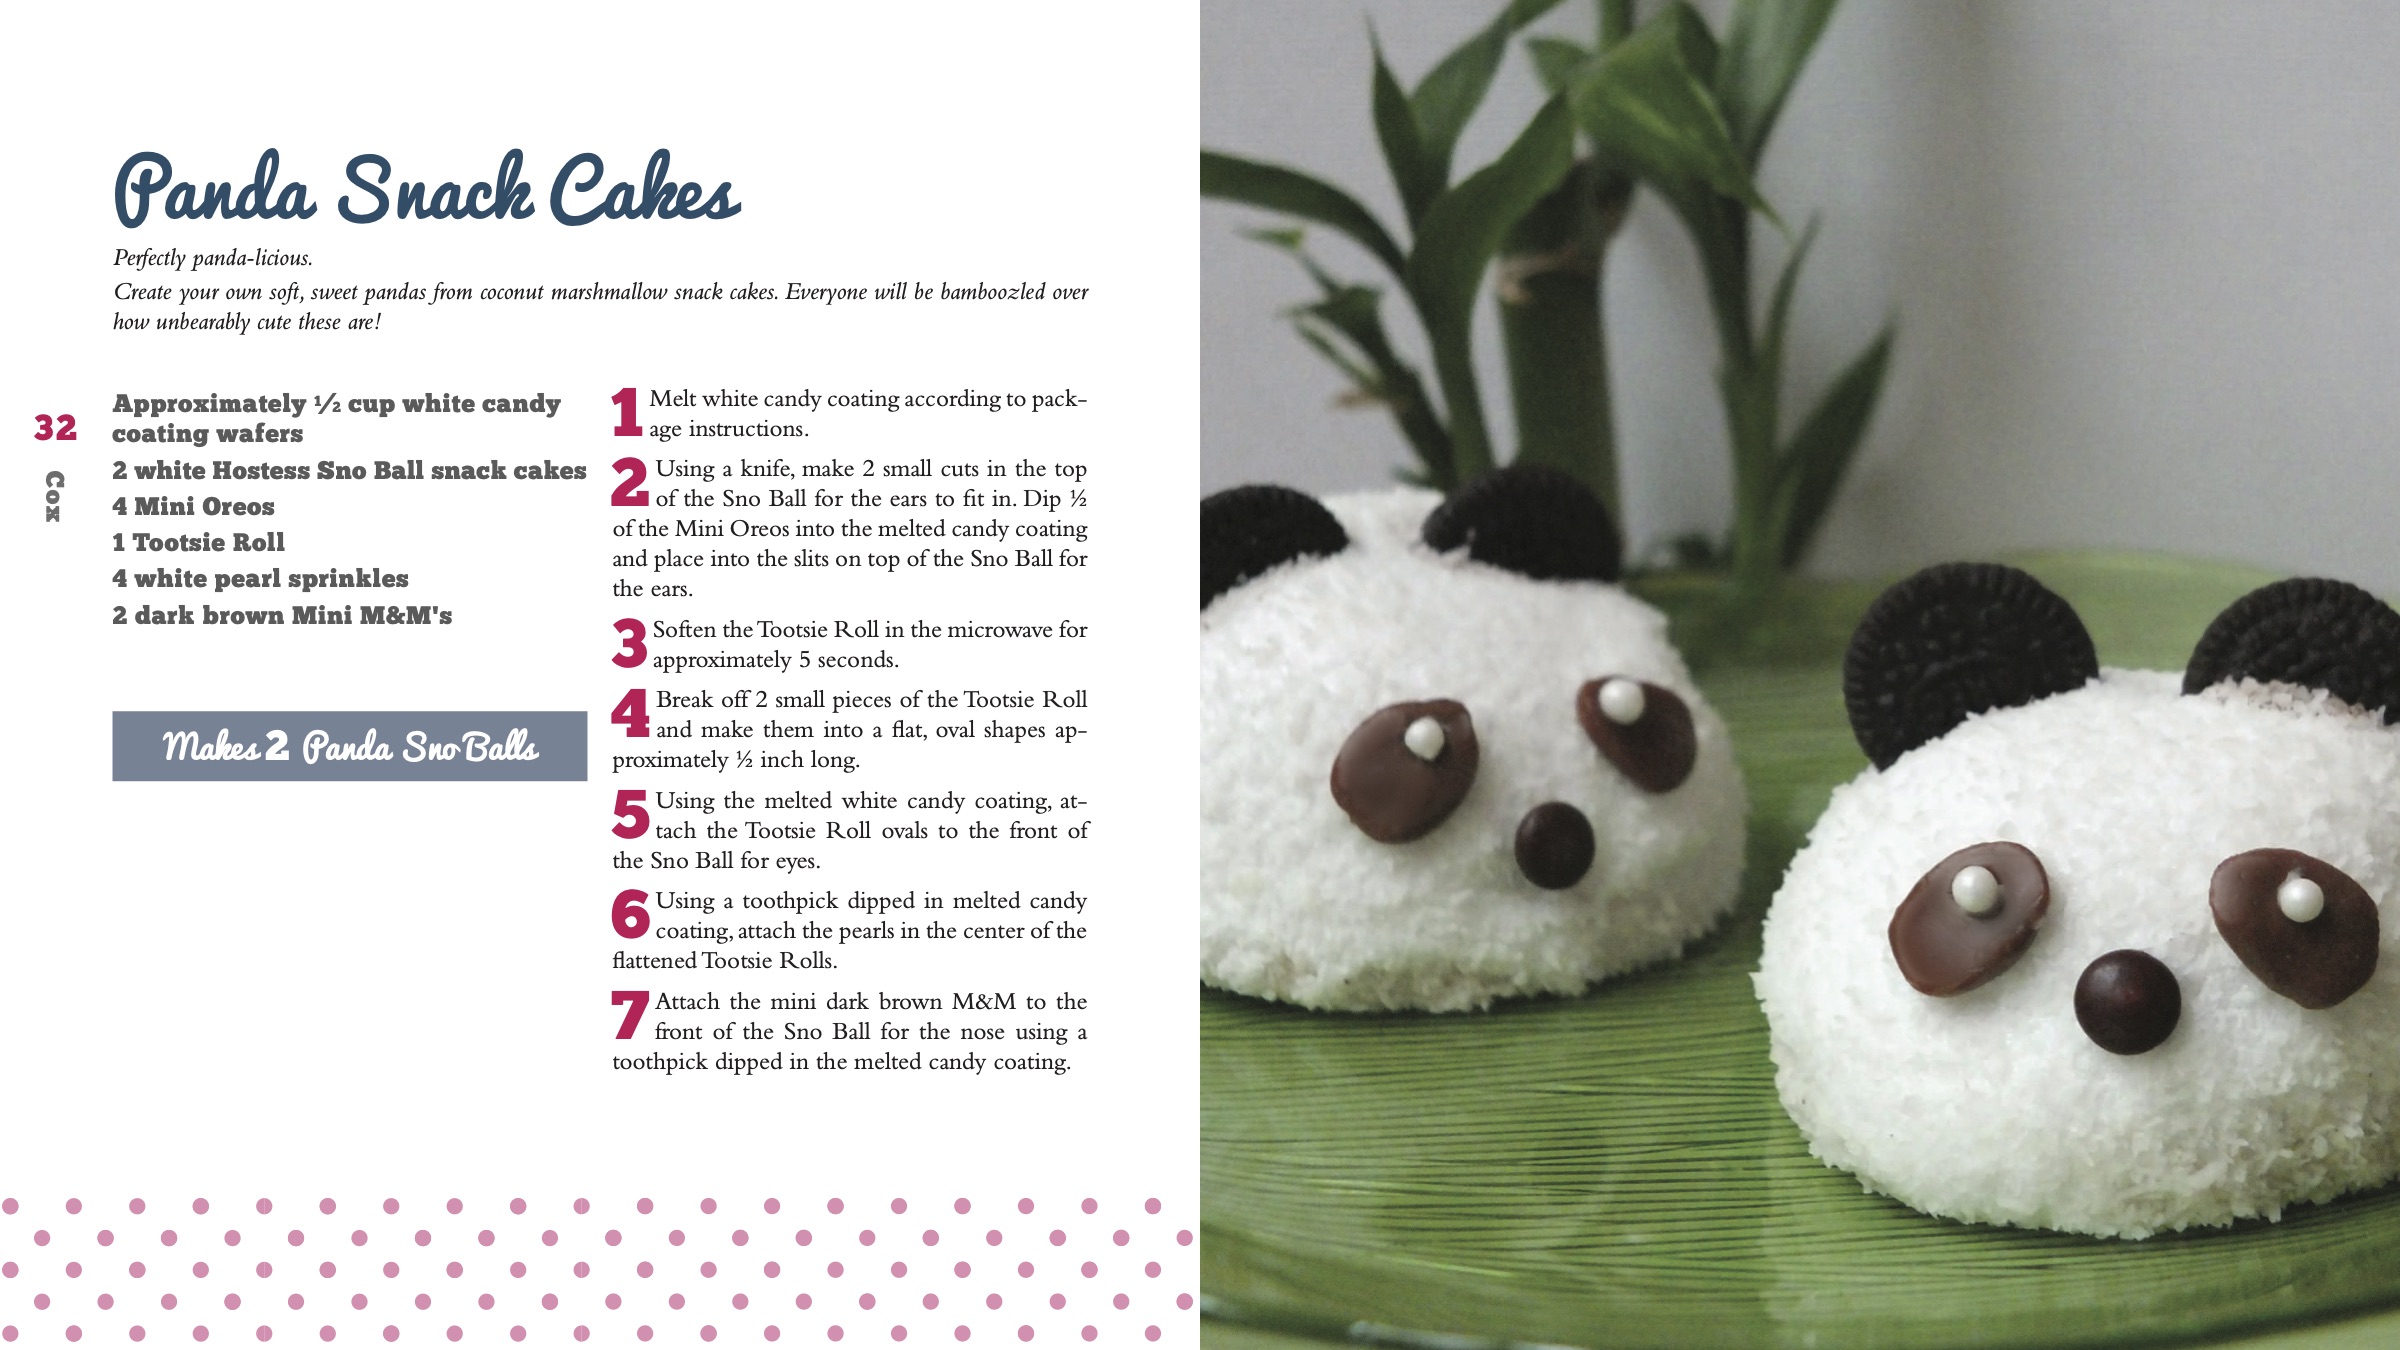 Panda Snack Cakes
Perfectly panda-licious.
Create your own soft, sweet pandas from coconut marshmallow snack cakes. Everyone will be bamboozled over
how unbearably cute these are!
32
Cox
Approximately ½ cup white candy
coating wafers
2 white Hostess Sno Ball snack cakes
4 Mini Oreos
1 Tootsie Roll
4 white pearl sprinkles
2 dark brown Mini M&M's
Makes 2 Panda Sno Balls
1 Melt white candy coating according to pack-
age instructions.
2 Using a knife, make 2 small cuts in the top
of the Sno Ball for the ears to fit in. Dip ½
of the Mini Oreos into the melted candy coating
and place into the slits on top of the Sno Ball for
the ears.
3 Soften the Tootsie Roll in the microwave for
approximately 5 seconds.
4 Break off 2 small pieces of the Tootsie Roll
and make them into a flat, oval shapes ap-
proximately ½ inch long.
5 Using the melted white candy coating, at-
tach the Tootsie Roll ovals to the front of
the Sno Ball for eyes.
6 Using a toothpick dipped in melted candy
coating, attach the pearls in the center of the
flattened Tootsie Rolls.
7 Attach the mini dark brown M&M to the
front of the Sno Ball for the nose using a
toothpick dipped in the melted candy coating.